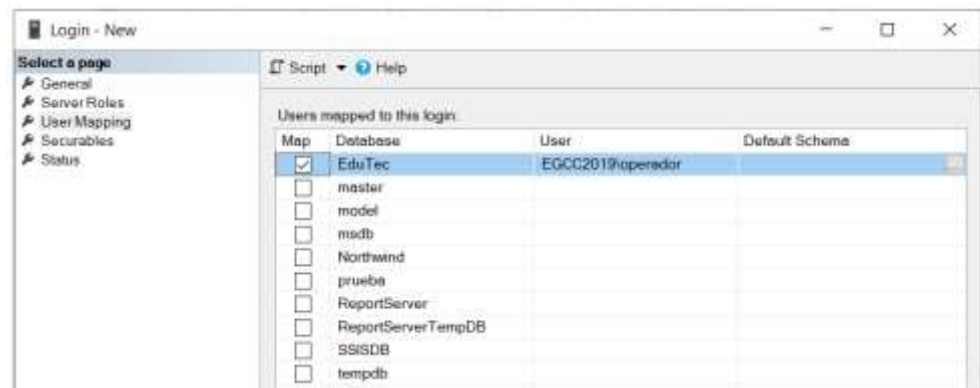 Login - New
Select a page
General
Server Roles
User Mapping
Securables
Status
Script Help
Users mapped to this login:
Map Database User Default Schema
EduTec EGCC2019\operador
master
model
msdb
Northwind
prueba
ReportServer
ReportServerTempDB
SSISDB
tempdb